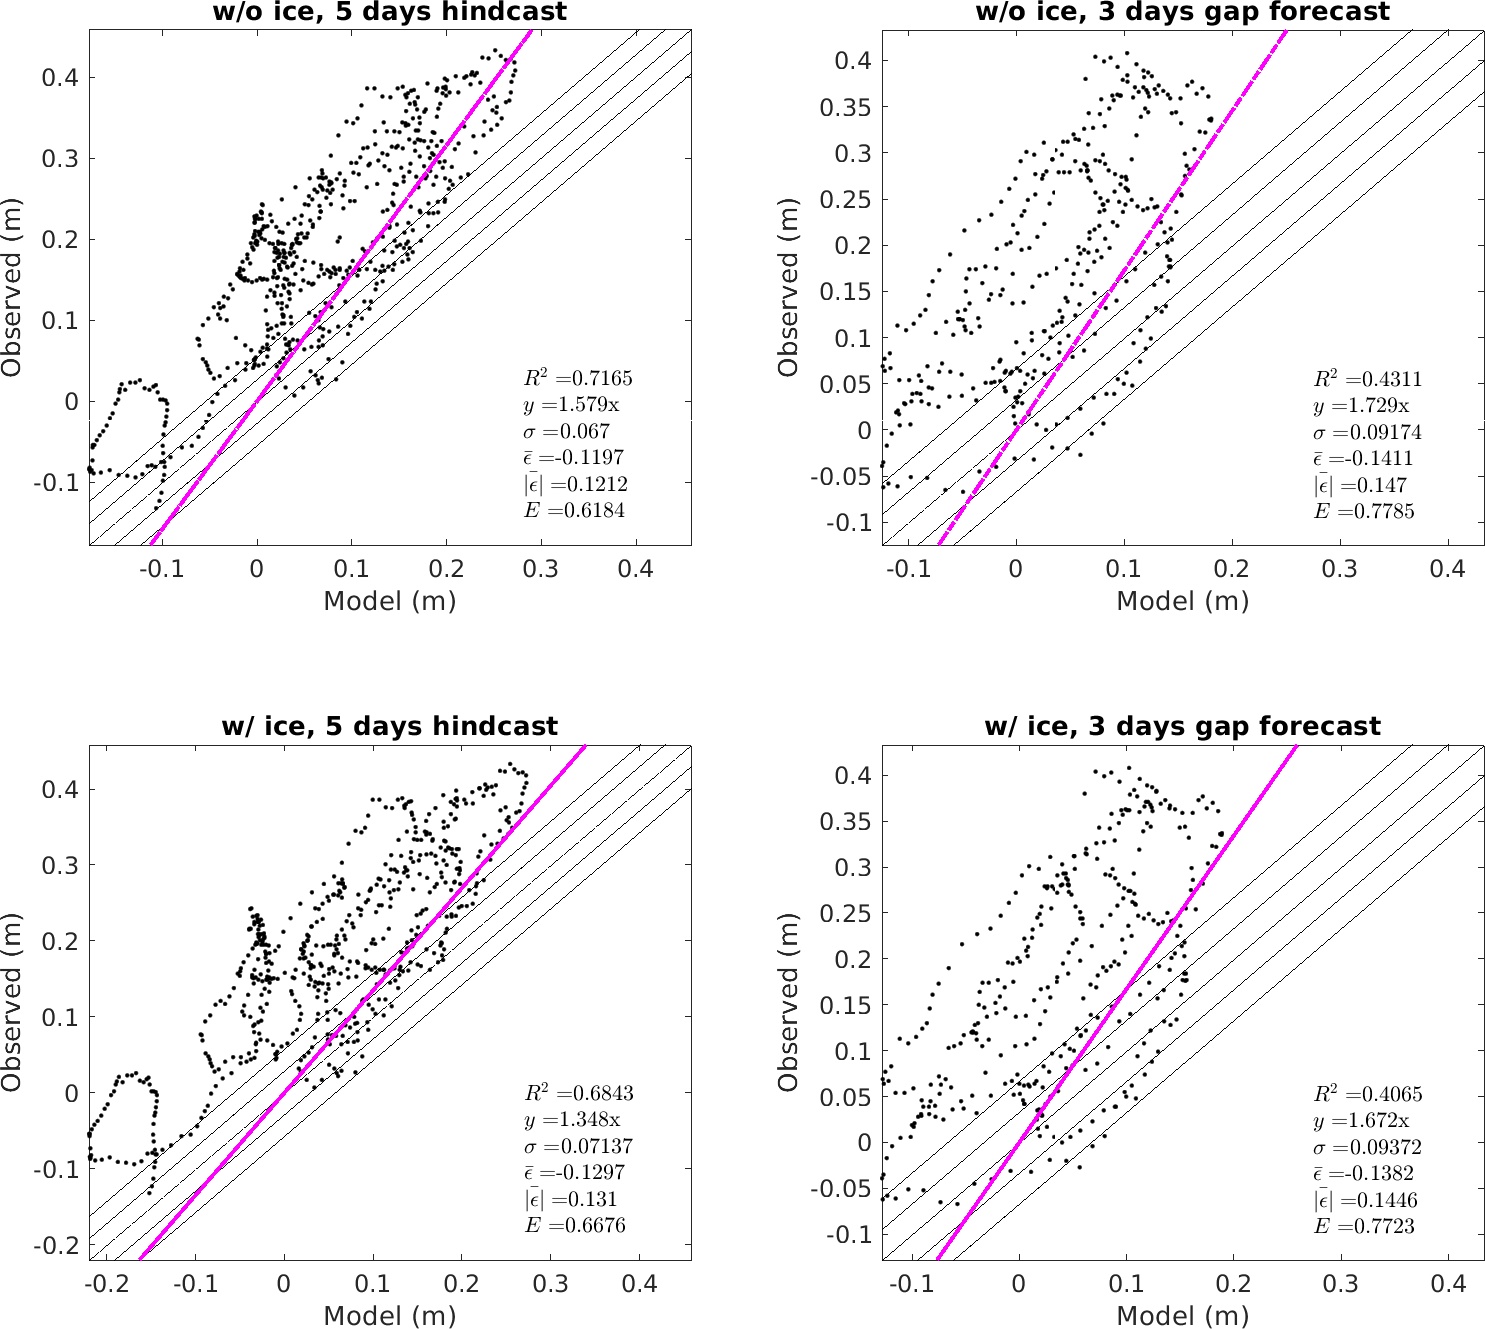 w/o ice, 5 days hindcast
Observed (m)
0.4
0.3
0.2
0.1
0
-0.1
R² =0.7165
y =1.579x
σ =0.067
ϵ̄ =-0.1197
|ϵ̄| =0.1212
E =0.6184
-0.1 0 0.1 0.2 0.3 0.4
Model (m)
w/o ice, 3 days gap forecast
Observed (m)
0.4
0.35
0.3
0.25
0.2
0.15
0.1
0.05
0
-0.05
-0.1
R² =0.4311
y =1.729x
σ =0.09174
ϵ̄ =-0.1411
|ϵ̄| =0.147
E =0.7785
-0.1 0 0.1 0.2 0.3 0.4
Model (m)
w/ ice, 5 days hindcast
Observed (m)
0.4
0.3
0.2
0.1
0
-0.1
-0.2
R² =0.6843
y =1.348x
σ =0.07137
ϵ̄ =-0.1297
|ϵ̄| =0.131
E =0.6676
-0.2 -0.1 0 0.1 0.2 0.3 0.4
Model (m)
w/ ice, 3 days gap forecast
Observed (m)
0.4
0.35
0.3
0.25
0.2
0.15
0.1
0.05
0
-0.05
-0.1
R² =0.4065
y =1.672x
σ =0.09372
ϵ̄ =-0.1382
|ϵ̄| =0.1446
E =0.7723
-0.1 0 0.1 0.2 0.3 0.4
Model (m)